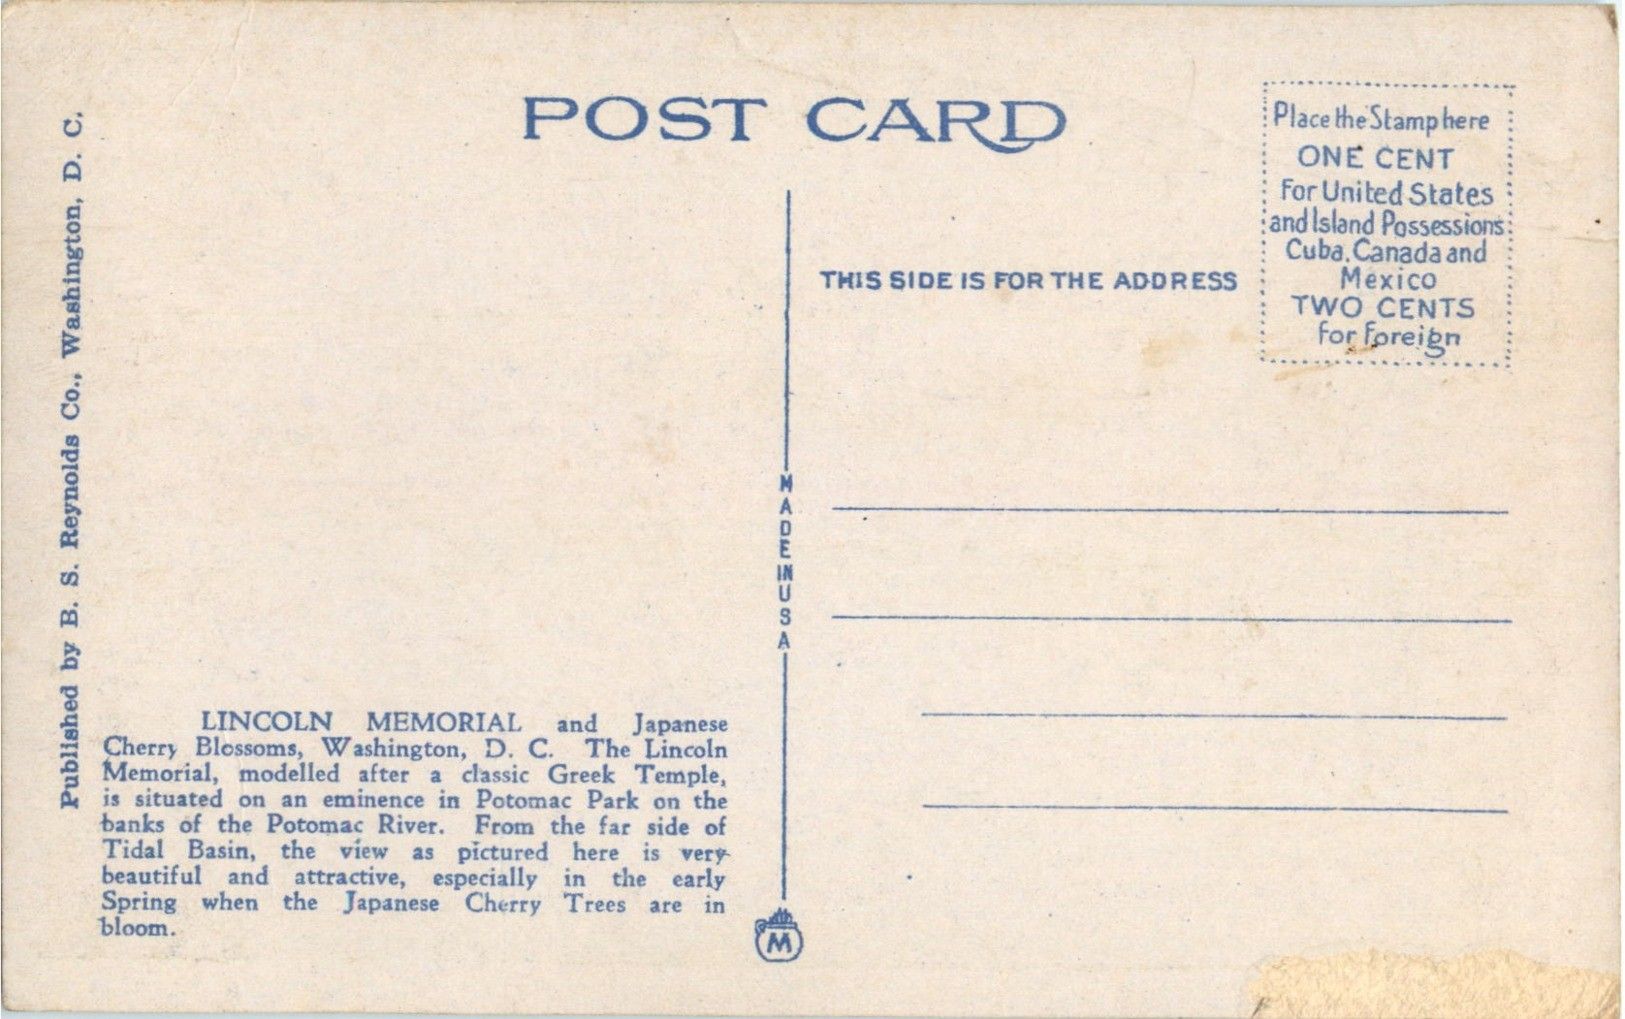 POST CARD
Published by B. S. Reynolds Co., Washington, D. C.
Place the Stamp here
ONE CENT
For United States
and Island Possessions
Cuba, Canada and
Mexico
TWO CENTS
for Foreign
THIS SIDE IS FOR THE ADDRESS
MADE IN USA
LINCOLN MEMORIAL and Japanese
Cherry Blossoms, Washington, D. C. The Lincoln
Memorial, modelled after a classic Greek Temple,
is situated on an eminence in Potomac Park on the
banks of the Potomac River. From the far side of
Tidal Basin, the view as pictured here is very
beautiful and attractive, especially in the early
Spring when the Japanese Cherry Trees are in
bloom.
M